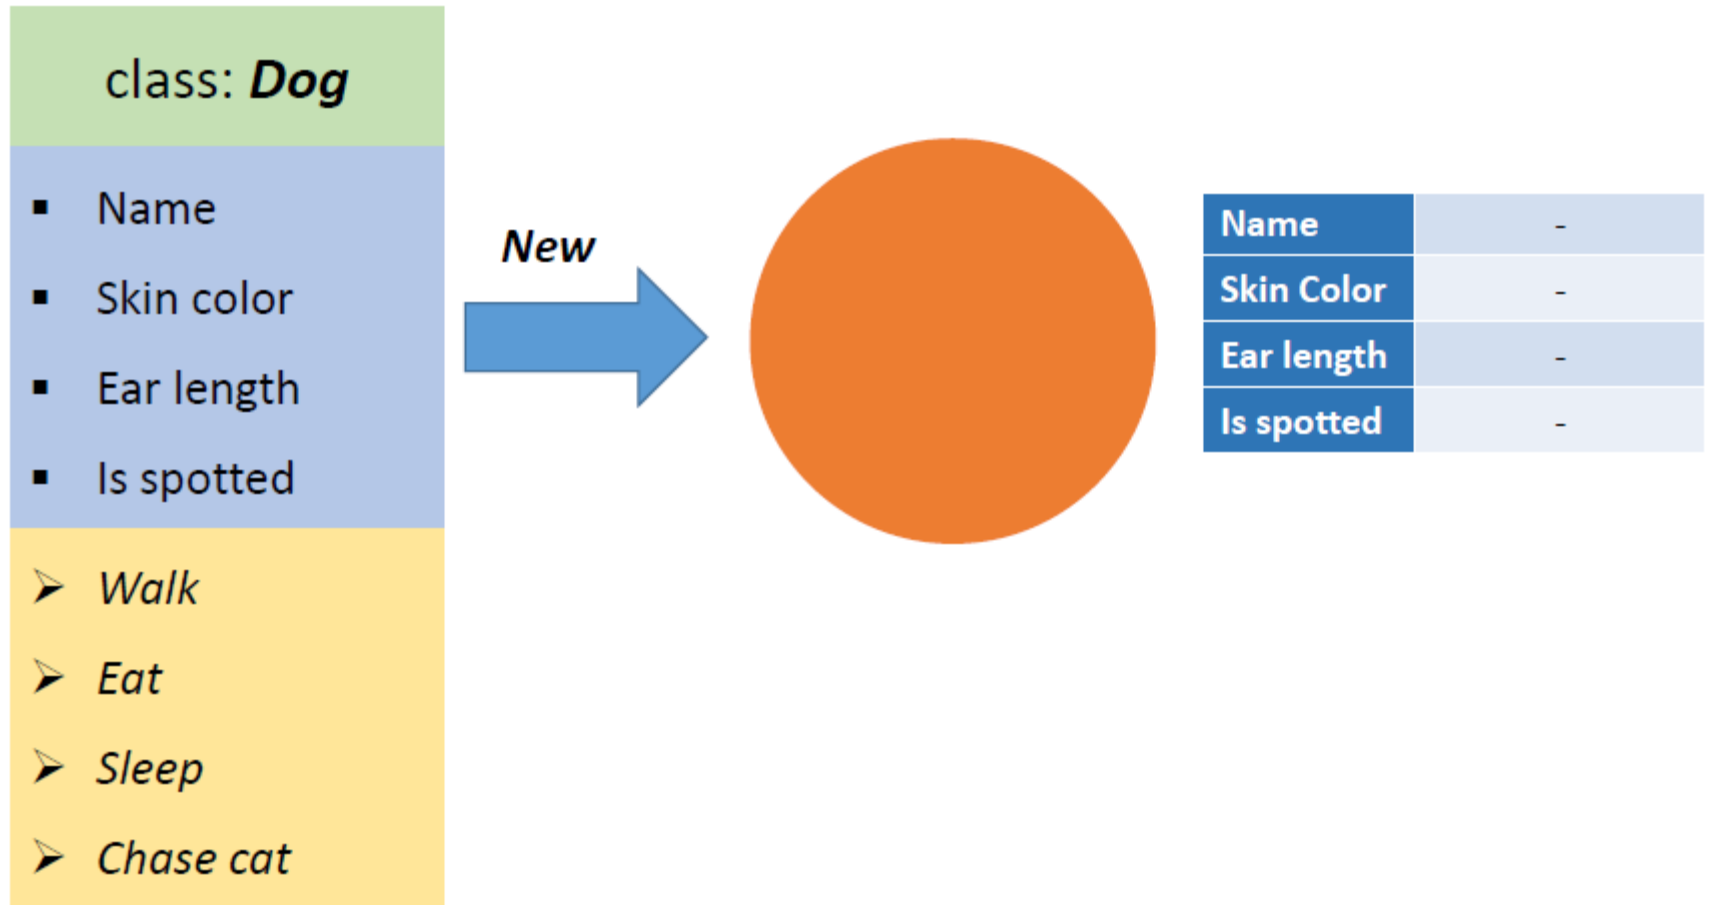 class: Dog
▪ Name
▪ Skin color
▪ Ear length
▪ Is spotted
➢ Walk
➢ Eat
➢ Sleep
➢ Chase cat
New
Name -
Skin Color -
Ear length -
Is spotted -